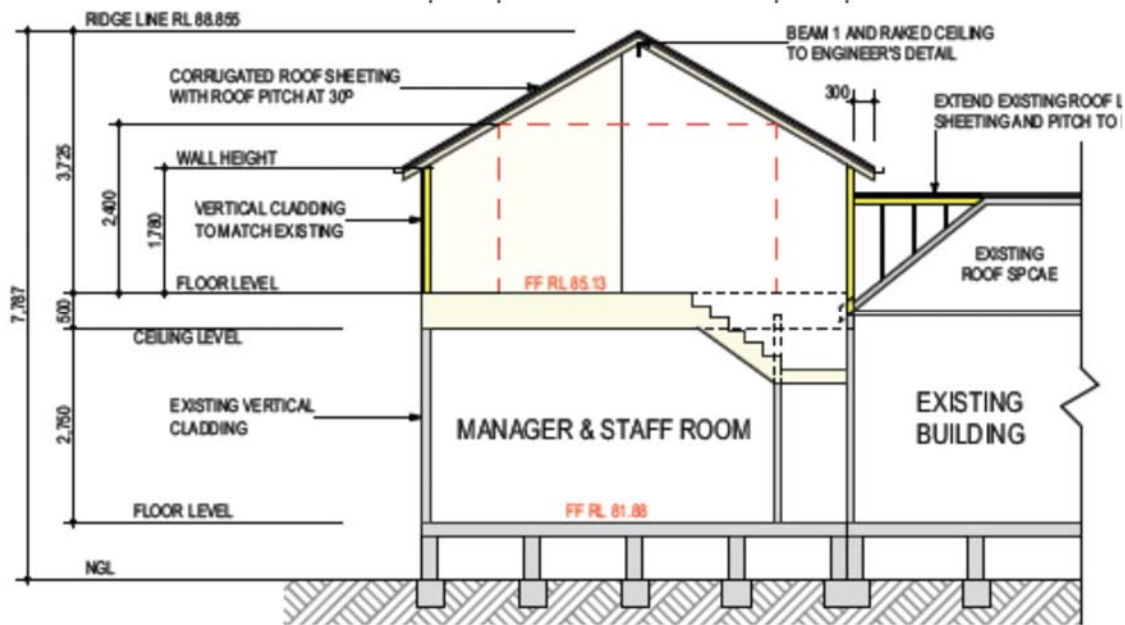 RIDGE LINE RL 88.855
BEAM 1 AND RAKED CEILING
TO ENGINEER'S DETAIL
CORRUGATED ROOF SHEETING
WITH ROOF PITCH AT 30º
300
EXTEND EXISTING ROOF L
SHEETING AND PITCH TO
3,725
WALL HEIGHT
2,400
1,780
VERTICAL CLADDING
TO MATCH EXISTING
EXISTING
ROOF SPCAE
FLOOR LEVEL
FF RL 85.13
7,787
500
CEILING LEVEL
EXISTING VERTICAL
CLADDING
2,750
MANAGER & STAFF ROOM
EXISTING
BUILDING
FLOOR LEVEL
FF RL 81.88
NGL